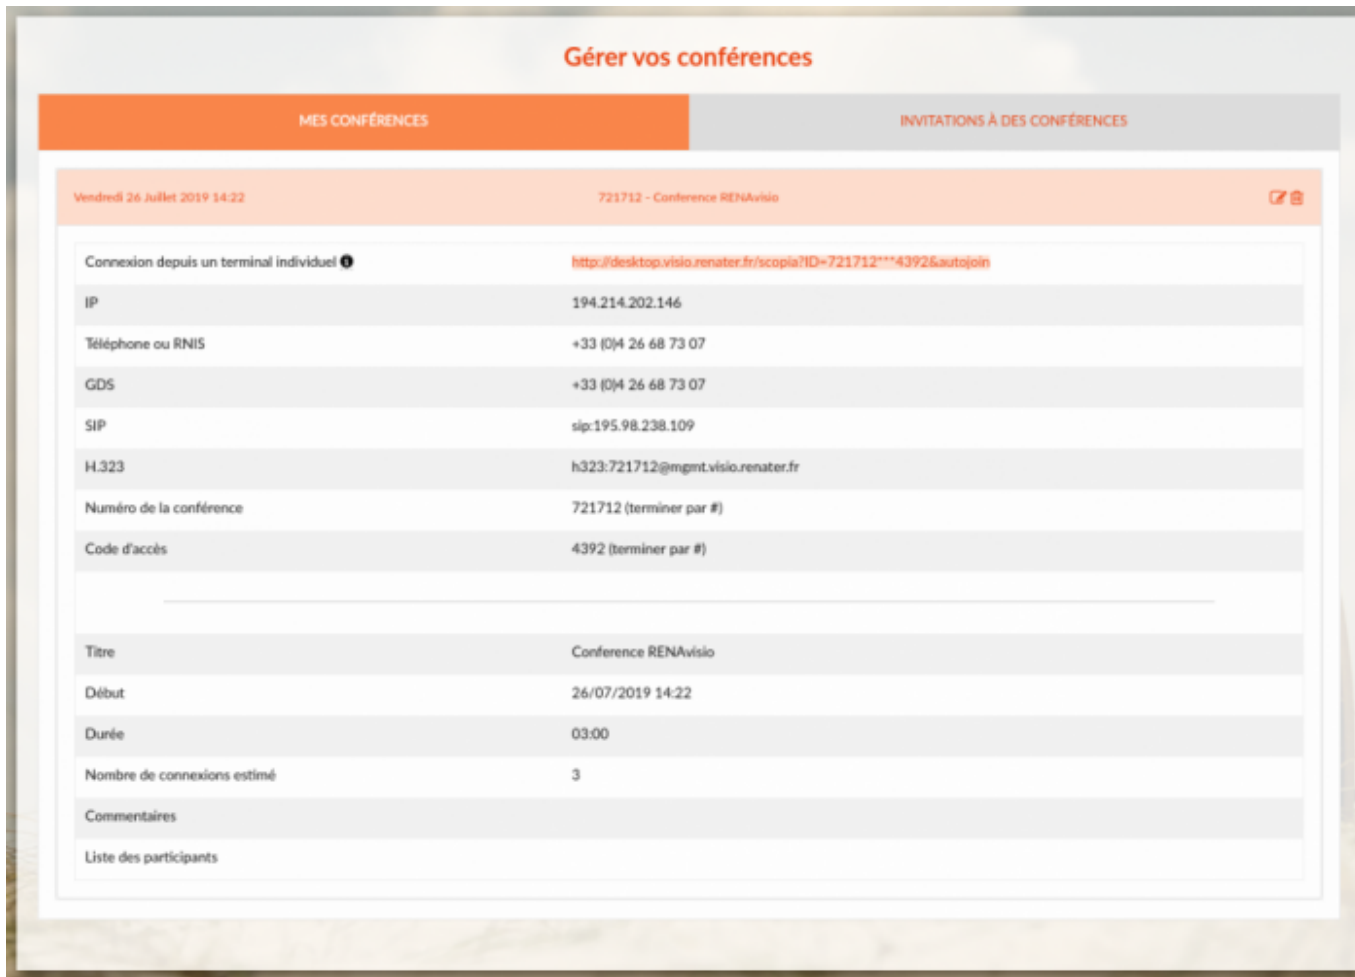 Gérer vos conférences
MES CONFÉRENCES
INVITATIONS À DES CONFÉRENCES
Vendredi 26 Juillet 2019 14:22
721712 - Conference RENAvisio
Connexion depuis un terminal individuel
http://desktop.visio.renater.fr/scopia?ID=721712***4392&autojoin
IP
194.214.202.146
Téléphone ou RNIS
+33 (0)4 26 68 73 07
GDS
+33 (0)4 26 68 73 07
SIP
sip:195.98.238.109
H.323
h323:721712@mgmt.visio.renater.fr
Numéro de la conférence
721712 (terminer par #)
Code d'accès
4392 (terminer par #)
Titre
Conference RENAvisio
Début
26/07/2019 14:22
Durée
03:00
Nombre de connexions estimé
3
Commentaires
Liste des participants